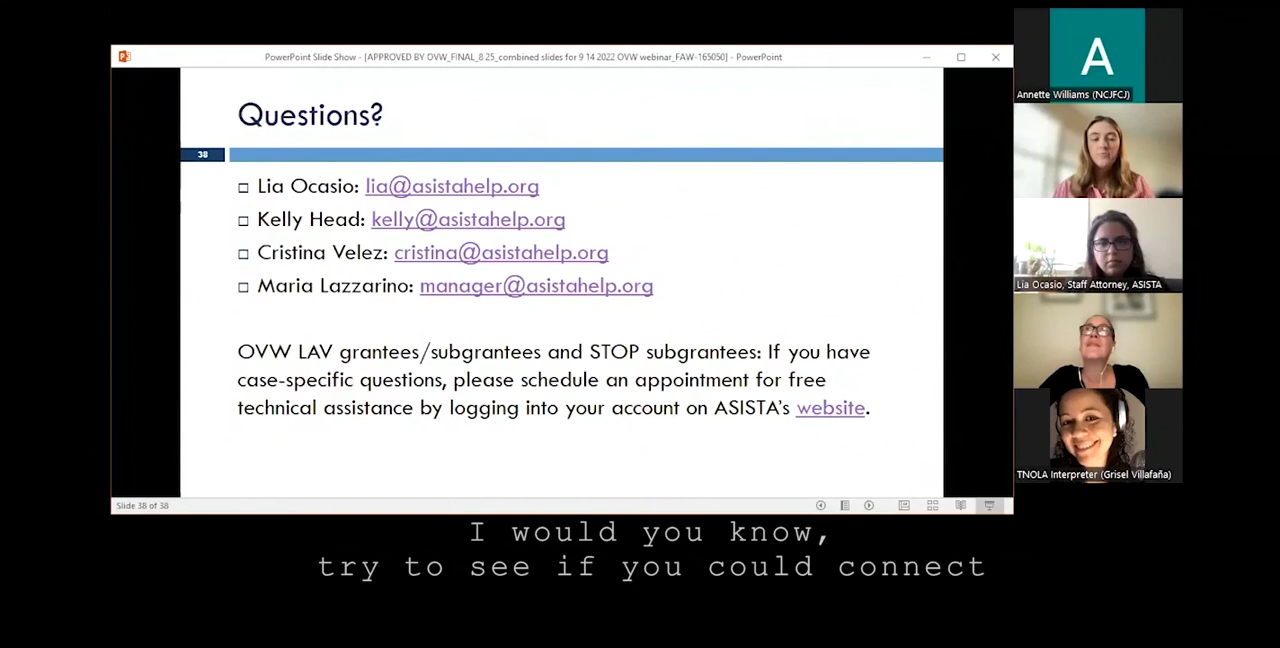 PowerPoint Slide Show - [APPROVED BY OVW_FINAL_8 25_combined slides for 9 14 2022 OVW webinar_FAW-165050] - PowerPoint
Questions?
38
Lia Ocasio: lia@asistahelp.org
Kelly Head: kelly@asistahelp.org
Cristina Velez: cristina@asistahelp.org
Maria Lazzarino: manager@asistahelp.org
OVW LAV grantees/subgrantees and STOP subgrantees: If you have
case-specific questions, please schedule an appointment for free
technical assistance by logging into your account on ASISTA's website.
Slide 38 of 38
A
Annette Williams (NCJFCJ)
Lia Ocasio, Staff Attorney, ASISTA
TNOLA Interpreter (Grisel Villafaña)
I would you know,
try to see if you could connect